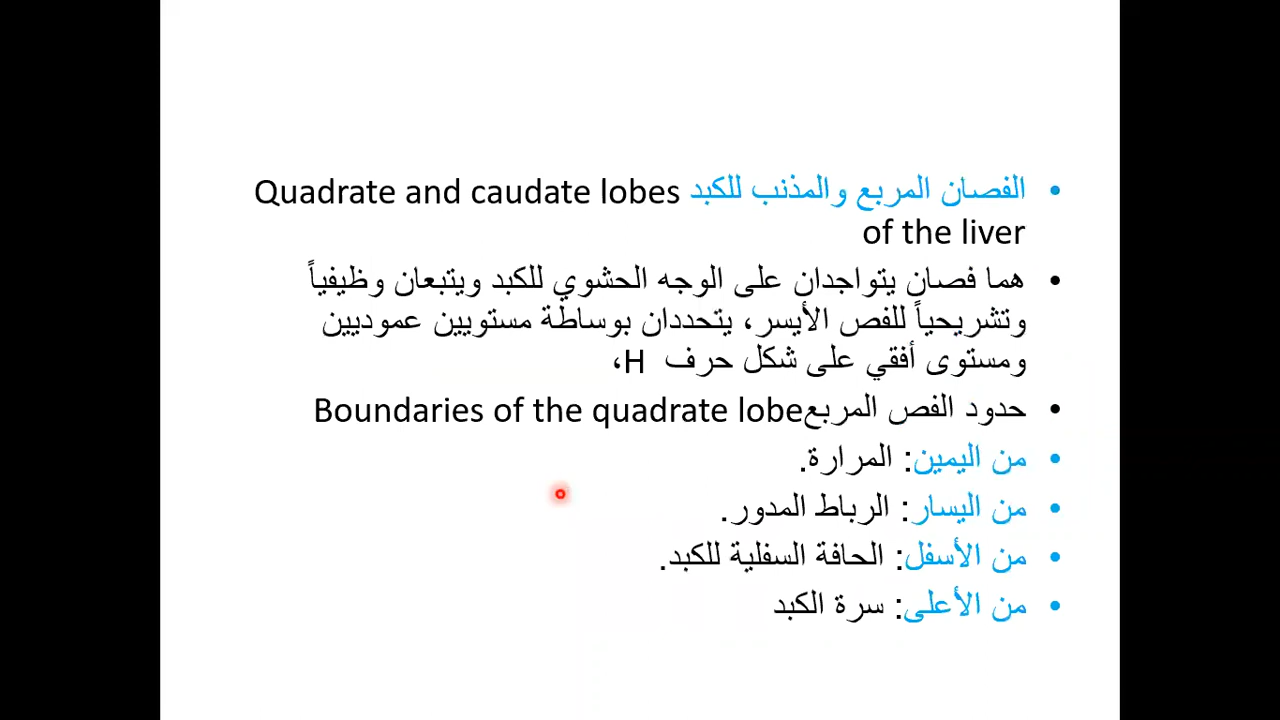 • الفصان المربع والمذنب للكبد Quadrate and caudate lobes
of the liver
• هما فصان يتواجدان على الوجه الحشوي للكبد ويتبعان وظيفياً
وتشريحياً للفص الأيسر، يتحددان بوساطة مستويين عموديين
ومستوى أفقي على شكل حرف H،
• حدود الفص المربعBoundaries of the quadrate lobe
• من اليمين: المرارة.
• من اليسار: الرباط المدور.
• من الأسفل: الحافة السفلية للكبد.
• من الأعلى: سرة الكبد